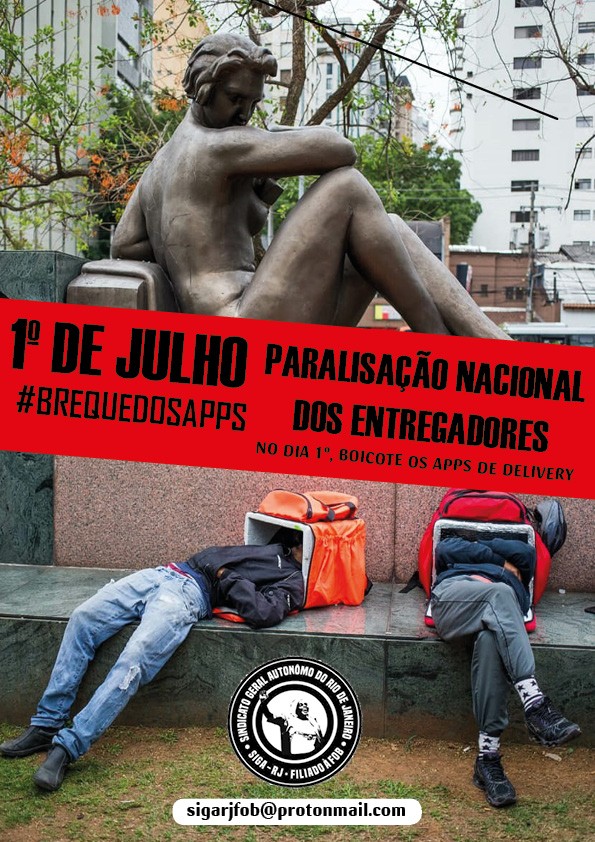 1º DE JULHO
#BREQUEDOSAPPS
PARALISAÇÃO NACIONAL
DOS ENTREGADORES
NO DIA 1º, BOICOTE OS APPS DE DELIVERY
SINDICATO GERAL AUTONÔMO DO RIO DE JANEIRO
SIGA-RJ - FILIADO À FOB
sigarjfob@protonmail.com